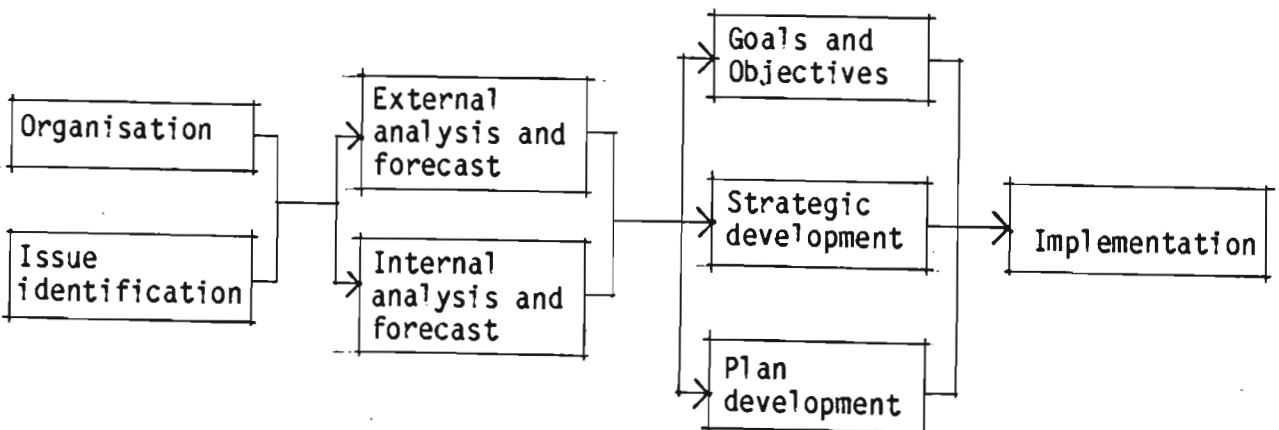 Organisation
Issue
identification
External
analysis and
forecast
Internal
analysis and
forecast
Goals and
Objectives
Strategic
development
Plan
development
Implementation